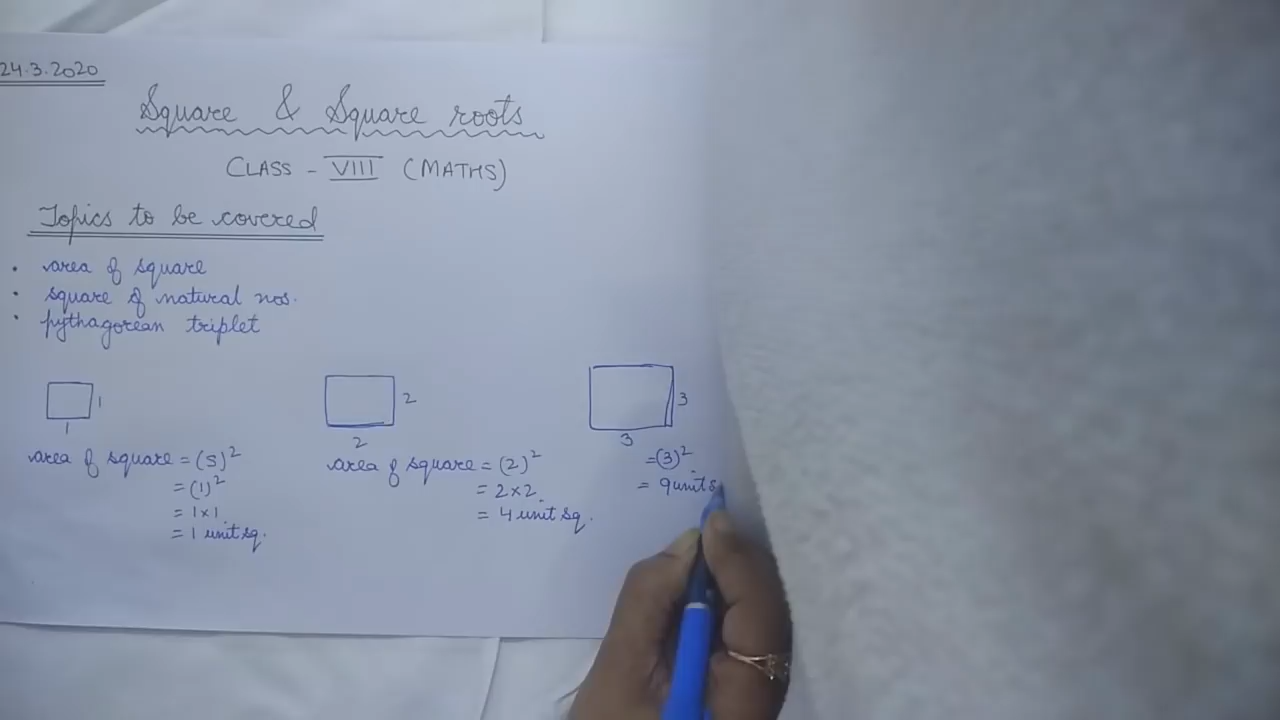 24.3.2020
Square & Square roots
CLASS - VIII (MATHS)
Topics to be covered
• area of square
• square of natural nos.
• pythagorean triplet
1
1
area of square = (S)²
= (1)²
= 1×1
= 1 unit sq.
2
2
area of square = (2)²
= 2×2
= 4 unit sq.
3
3
= (3)²
= 9 unit s